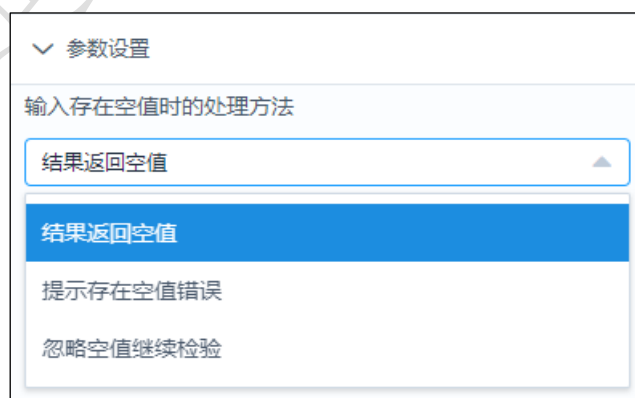 参数设置
输入存在空值时的处理方法
结果返回空值
结果返回空值
提示存在空值错误
忽略空值继续检验